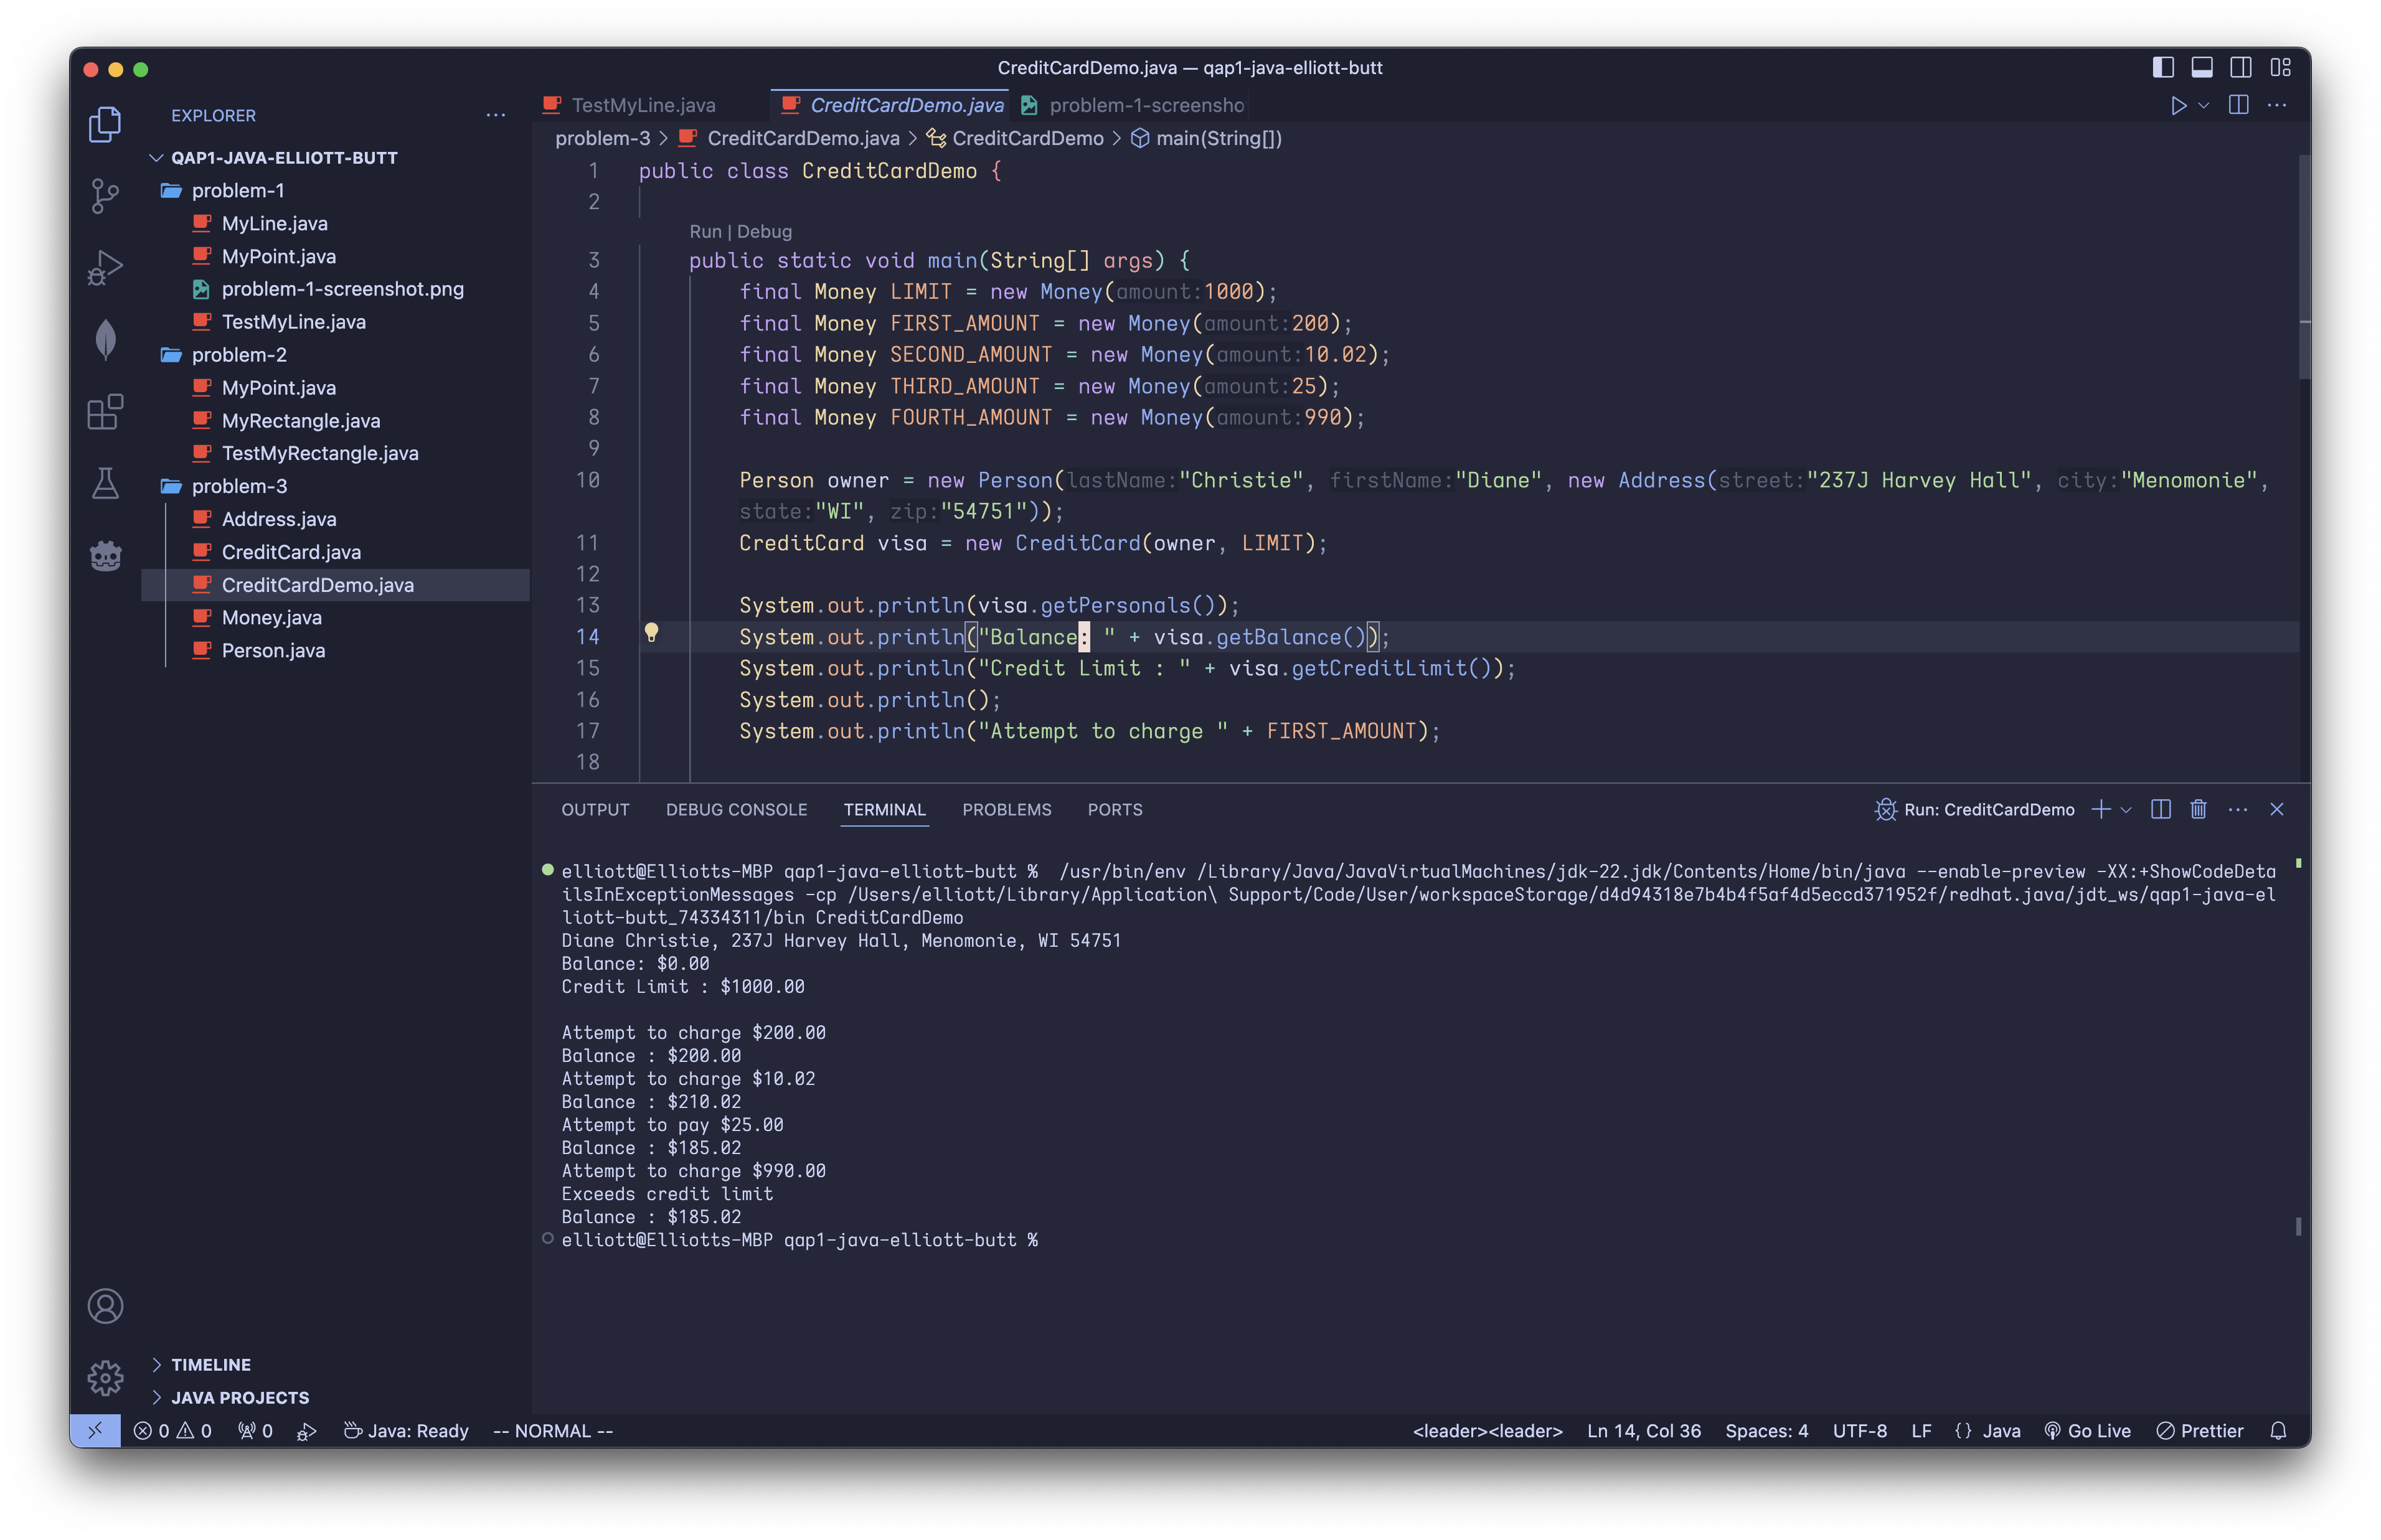 CreditCardDemo.java — qap1-java-elliott-butt
EXPLORER
QAP1-JAVA-ELLIOTT-BUTT
problem-1
MyLine.java
MyPoint.java
problem-1-screenshot.png
TestMyLine.java
problem-2
MyPoint.java
MyRectangle.java
TestMyRectangle.java
problem-3
Address.java
CreditCard.java
CreditCardDemo.java
Money.java
Person.java
TIMELINE
JAVA PROJECTS
TestMyLine.java CreditCardDemo.java problem-1-screensho
problem-3 > CreditCardDemo.java > CreditCardDemo > main(String[])
1 public class CreditCardDemo {
2
Run | Debug
3 public static void main(String[] args) {
4 final Money LIMIT = new Money(amount:1000);
5 final Money FIRST_AMOUNT = new Money(amount:200);
6 final Money SECOND_AMOUNT = new Money(amount:10.02);
7 final Money THIRD_AMOUNT = new Money(amount:25);
8 final Money FOURTH_AMOUNT = new Money(amount:990);
9
10 Person owner = new Person(lastName:"Christie", firstName:"Diane", new Address(street:"237J Harvey Hall", city:"Menomonie",
state:"WI", zip:"54751"));
11 CreditCard visa = new CreditCard(owner, LIMIT);
12
13 System.out.println(visa.getPersonals());
14 System.out.println("Balance: " + visa.getBalance());
15 System.out.println("Credit Limit : " + visa.getCreditLimit());
16 System.out.println();
17 System.out.println("Attempt to charge " + FIRST_AMOUNT);
18
OUTPUT DEBUG CONSOLE TERMINAL PROBLEMS PORTS Run: CreditCardDemo
elliott@Elliotts-MBP qap1-java-elliott-butt %  /usr/bin/env /Library/Java/JavaVirtualMachines/jdk-22.jdk/Contents/Home/bin/java --enable-preview -XX:+ShowCodeDeta
ilsInExceptionMessages -cp /Users/elliott/Library/Application\ Support/Code/User/workspaceStorage/d4d94318e7b4b4f5af4d5eccd371952f/redhat.java/jdt_ws/qap1-java-el
liott-butt_74334311/bin CreditCardDemo
Diane Christie, 237J Harvey Hall, Menomonie, WI 54751
Balance: $0.00
Credit Limit : $1000.00
Attempt to charge $200.00
Balance : $200.00
Attempt to charge $10.02
Balance : $210.02
Attempt to pay $25.00
Balance : $185.02
Attempt to charge $990.00
Exceeds credit limit
Balance : $185.02
elliott@Elliotts-MBP qap1-java-elliott-butt %
0 0 0 Java: Ready -- NORMAL -- <leader><leader> Ln 14, Col 36 Spaces: 4 UTF-8 LF {} Java Go Live Prettier